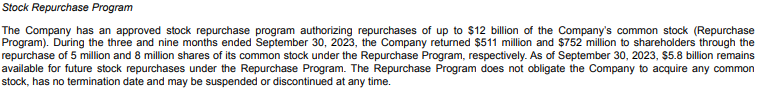 Stock Repurchase Program
The Company has an approved stock repurchase program authorizing repurchases of up to $12 billion of the Company's common stock (Repurchase
Program). During the three and nine months ended September 30, 2023, the Company returned $511 million and $752 million to shareholders through the
repurchase of 5 million and 8 million shares of its common stock under the Repurchase Program, respectively. As of September 30, 2023, $5.8 billion remains
available for future stock repurchases under the Repurchase Program. The Repurchase Program does not obligate the Company to acquire any common
stock, has no termination date and may be suspended or discontinued at any time.